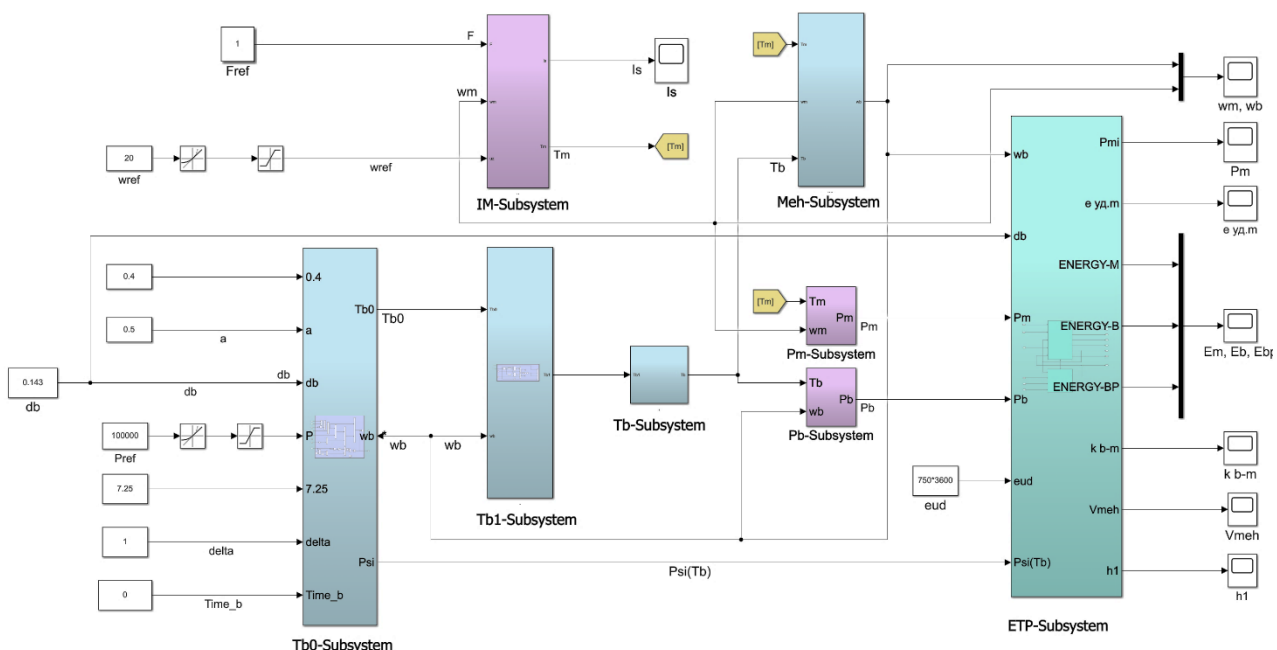 1
Fref
F
wm
20
wref
wref
IM-Subsystem
Is
Is
Tm
[Tm]
[Tm]
Tb
Meh-Subsystem
wm, wb
Pm
e уд.m
Em, Eb, Ebp
k b-m
Vmeh
h1
wb
db
Pm
Pb
eud
Psi(Tb)
Pmi
e уд.m
ENERGY-M
ENERGY-B
ENERGY-BP
k b-m
Vmeh
h1
ETP-Subsystem
0.4
0.5
a
0.143
db
db
100000
Pref
7.25
1
delta
0
Time_b
0.4
a
db
P
7.25
delta
Time_b
Tb0
wb
Psi
Tb0-Subsystem
Tb0
wb
wb
Tb1-Subsystem
Tb-Subsystem
[Tm]
Tm
wm
Pm
Pm
Pm-Subsystem
Tb
wb
Pb
Pb
Pb-Subsystem
750*3600
eud
Psi(Tb)